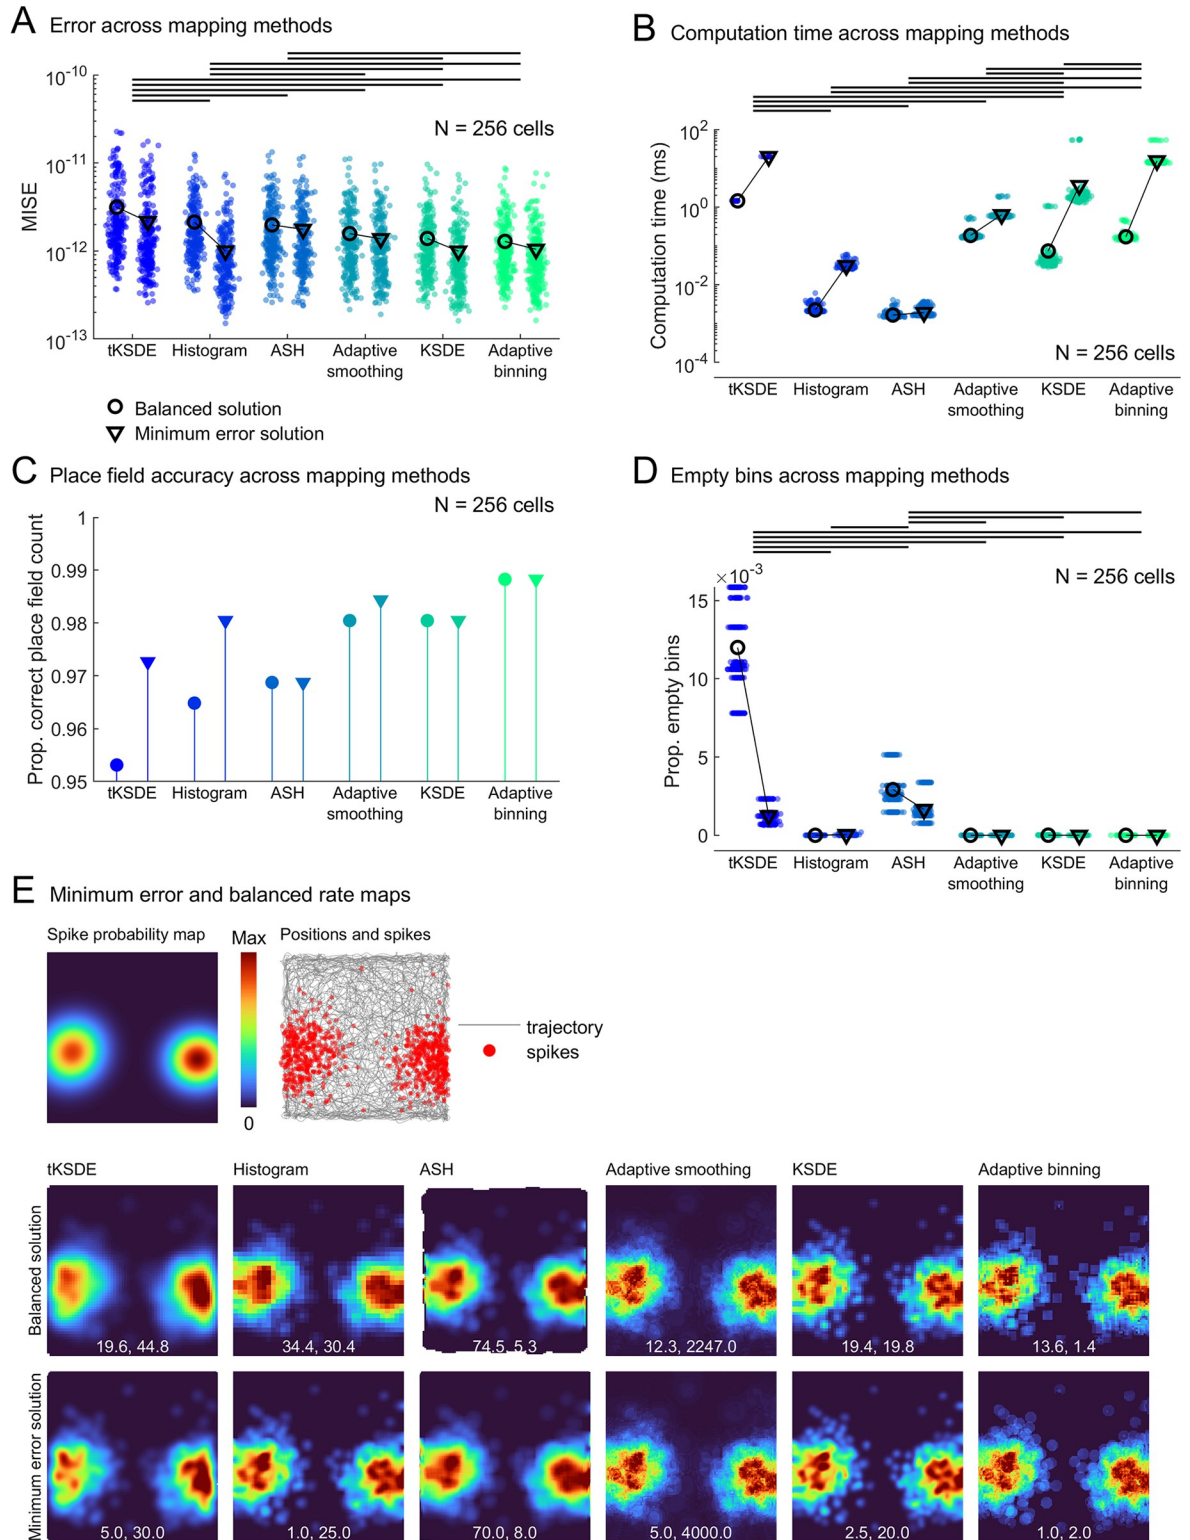 A Error across mapping methods
10-10
10-11
10-12
10-13
MISE
N = 256 cells
tKSDE Histogram ASH Adaptive smoothing KSDE Adaptive binning
Balanced solution
Minimum error solution
B Computation time across mapping methods
102
100
10-2
10-4
Computation time (ms)
N = 256 cells
tKSDE Histogram ASH Adaptive smoothing KSDE Adaptive binning
C Place field accuracy across mapping methods
N = 256 cells
1
0.99
0.98
0.97
0.96
0.95
Prop. correct place field count
tKSDE Histogram ASH Adaptive smoothing KSDE Adaptive binning
D Empty bins across mapping methods
×10-3
N = 256 cells
15
10
5
0
Prop. empty bins
tKSDE Histogram ASH Adaptive smoothing KSDE Adaptive binning
E Minimum error and balanced rate maps
Spike probability map Max Positions and spikes
0
trajectory
spikes
tKSDE Histogram ASH Adaptive smoothing KSDE Adaptive binning
Balanced solution
19.6, 44.8 34.4, 30.4 74.5, 5.3 12.3, 2247.0 19.4, 19.8 13.6, 1.4
Minimum error solution
5.0, 30.0 1.0, 25.0 70.0, 8.0 5.0, 4000.0 2.5, 20.0 1.0, 2.0